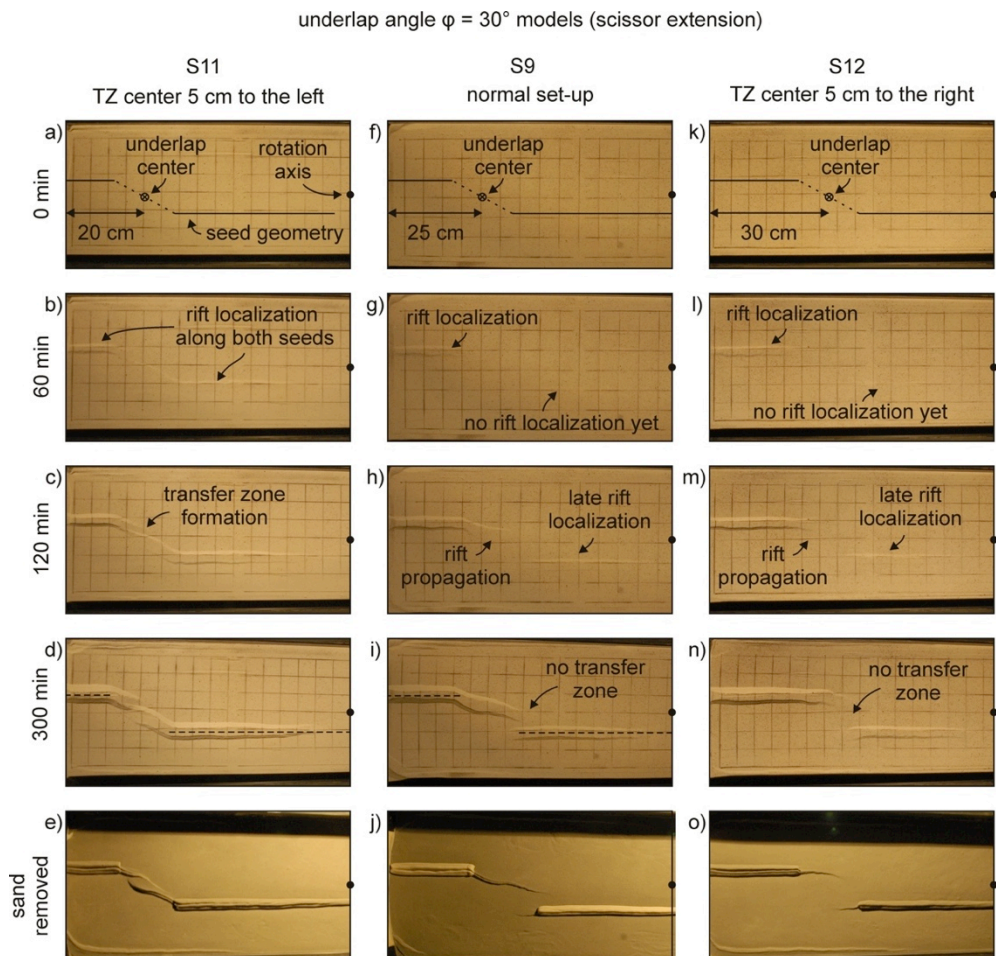 underlap angle φ = 30° models (scissor extension)
S11
TZ center 5 cm to the left
S9
normal set-up
S12
TZ center 5 cm to the right
0 min
a)
underlap
center
rotation
axis
20 cm
seed geometry
f)
underlap
center
25 cm
k)
underlap
center
30 cm
60 min
b)
rift localization
along both seeds
g)
rift localization
no rift localization yet
l)
rift localization
no rift localization yet
120 min
c)
transfer zone
formation
h)
late rift
localization
rift
propagation
m)
late rift
localization
rift
propagation
300 min
d)
i)
no transfer
zone
n)
no transfer
zone
sand
removed
e)
j)
o)